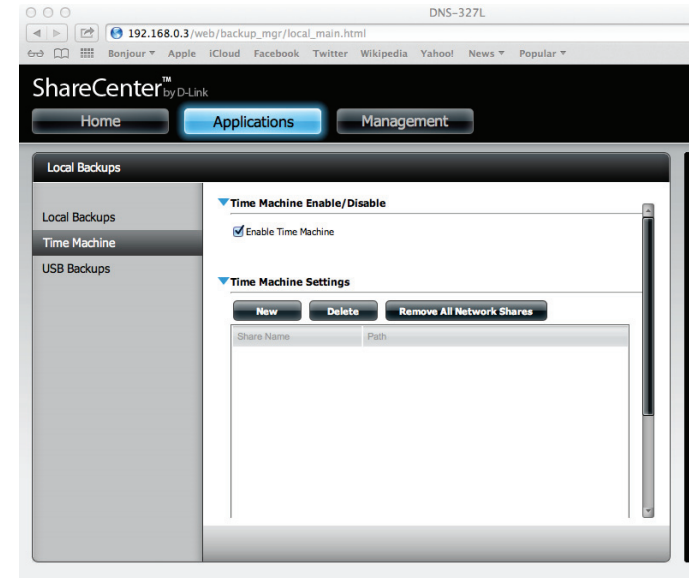 DNS-327L
192.168.0.3/web/backup_mgr/local_main.html
Bonjour Apple iCloud Facebook Twitter Wikipedia Yahoo! News Popular
ShareCenter™ by D-Link
Home Applications Management
Local Backups
Local Backups
Time Machine
USB Backups
Time Machine Enable/Disable
Enable Time Machine
Time Machine Settings
New Delete Remove All Network Shares
Share Name Path